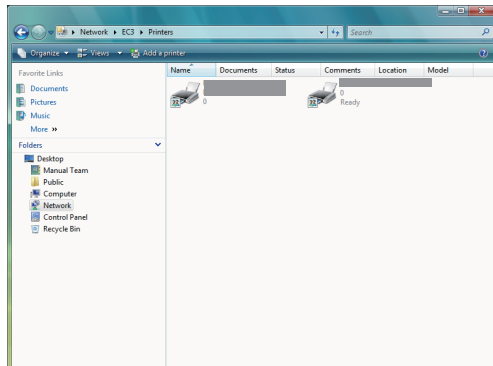 Network ▸ EC3 ▸ Printers
Search
Organize Views Add a printer
Favorite Links
Documents
Pictures
Music
More »
Folders
Desktop
Manual Team
Public
Computer
Network
Control Panel
Recycle Bin
Name Documents Status Comments Location Model
0
0
Ready